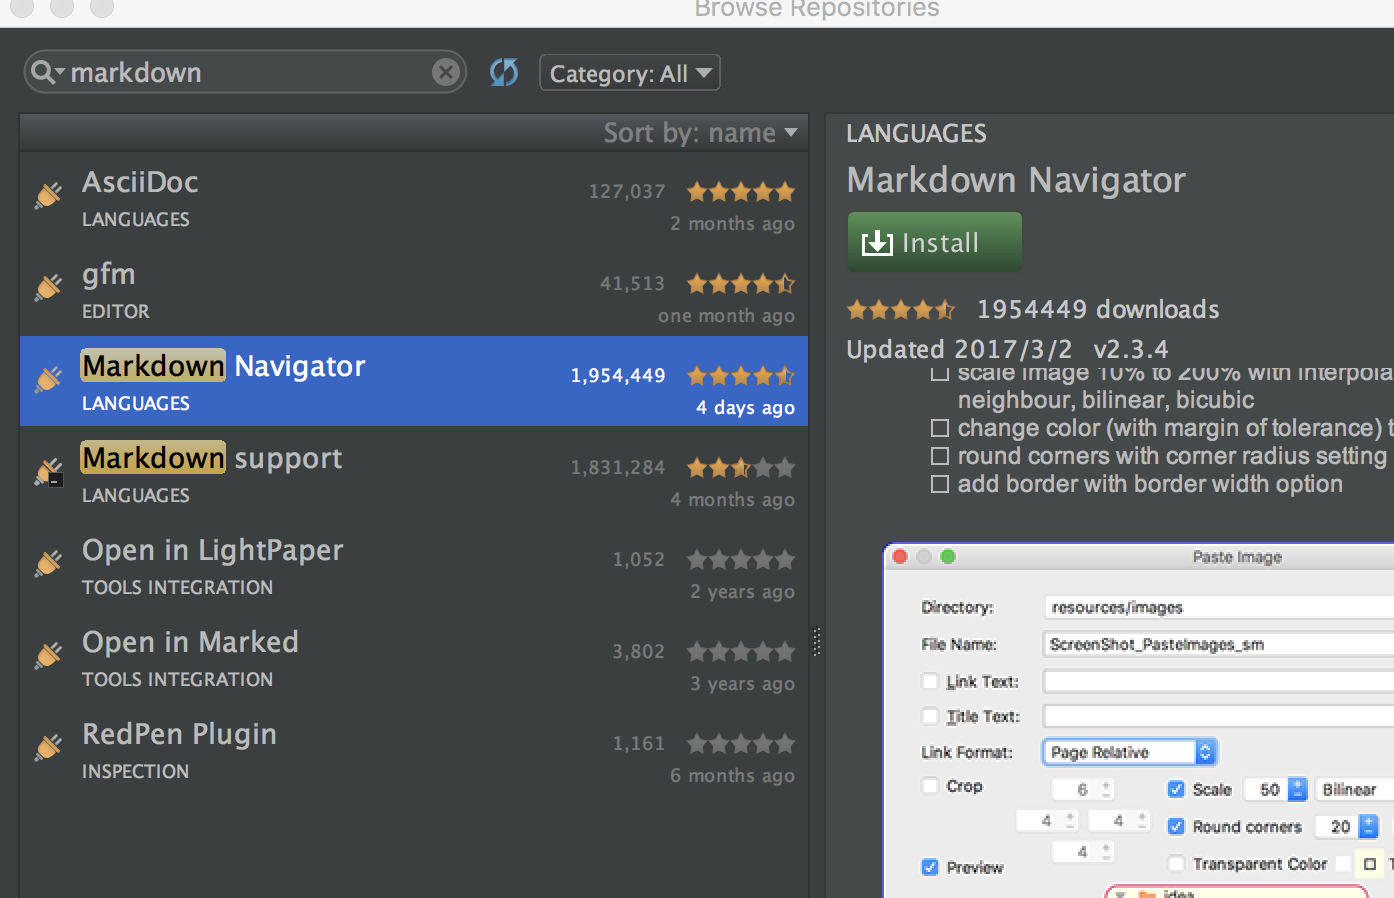 Browse Repositories
markdown
Category: All
Sort by: name
AsciiDoc
127,037
LANGUAGES
2 months ago
gfm
41,513
EDITOR
one month ago
Markdown Navigator
1,954,449
LANGUAGES
4 days ago
Markdown support
1,831,284
LANGUAGES
4 months ago
Open in LightPaper
1,052
TOOLS INTEGRATION
2 years ago
Open in Marked
3,802
TOOLS INTEGRATION
3 years ago
RedPen Plugin
1,161
INSPECTION
6 months ago
LANGUAGES
Markdown Navigator
Install
1954449 downloads
Updated 2017/3/2 v2.3.4
scale image 10% to 200% with interpola
neighbour, bilinear, bicubic
change color (with margin of tolerance) t
round corners with corner radius setting
add border with border width option
Paste Image
Directory: resources/images
File Name: ScreenShot_PasteImages_sm
Link Text:
Title Text:
Link Format: Page Relative
Crop 6 Scale 50 Bilinear
4 4 Round corners 20
4
Preview Transparent Color T
idea